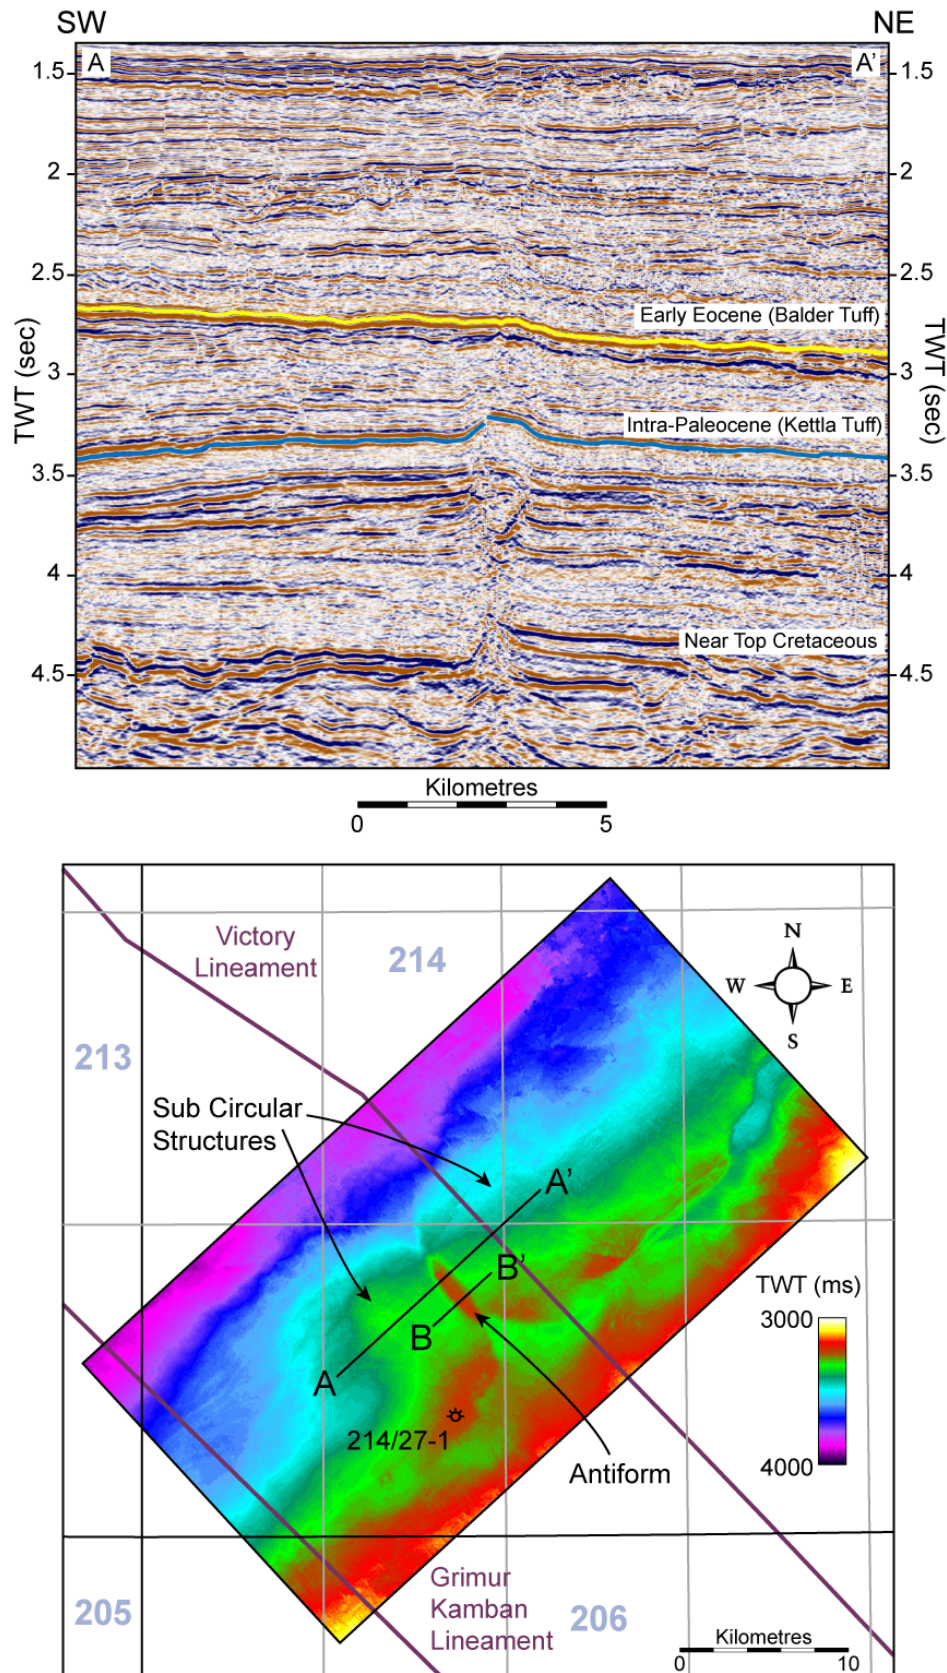 SW
NE
A
A’
1.5
1.5
2
2
2.5
2.5
Early Eocene (Balder Tuff)
TWT (sec)
TWT (sec)
3
3
Intra-Paleocene (Kettla Tuff)
3.5
3.5
4
4
Near Top Cretaceous
4.5
4.5
Kilometres
0
5
Victory
Lineament
214
N
W
E
S
213
Sub Circular
Structures
A’
B’
TWT (ms)
3000
B
A
214/27-1
4000
Antiform
Grimur
Kamban
Lineament
205
206
Kilometres
0
10